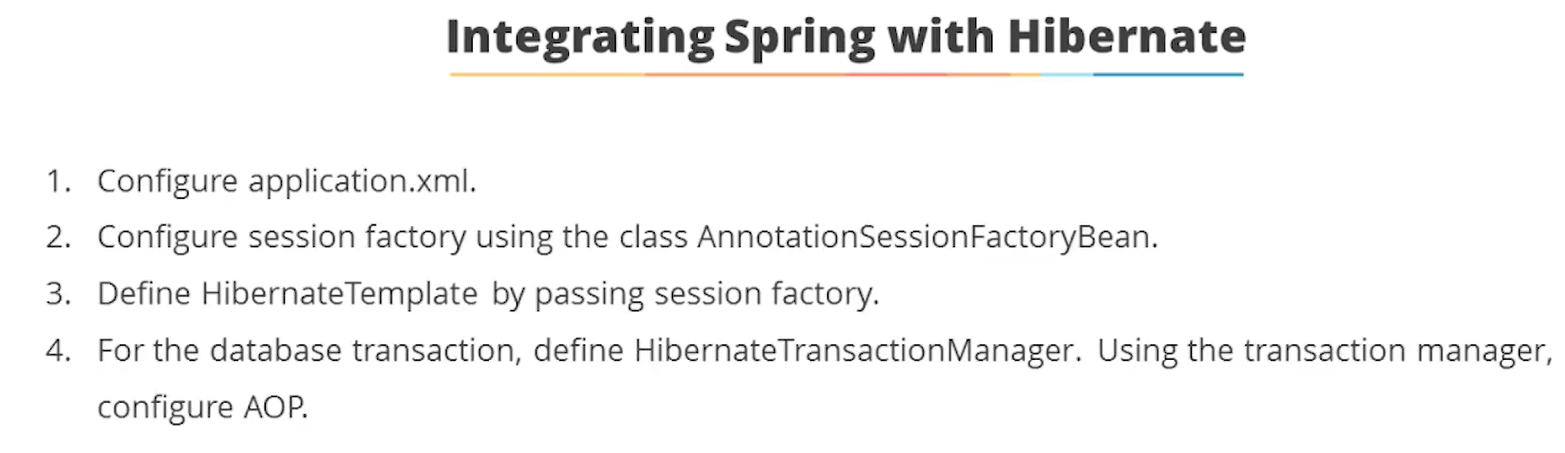 Integrating Spring with Hibernate
1. Configure application.xml.
2. Configure session factory using the class AnnotationSessionFactoryBean.
3. Define HibernateTemplate by passing session factory.
4. For the database transaction, define HibernateTransactionManager. Using the transaction manager,
configure AOP.